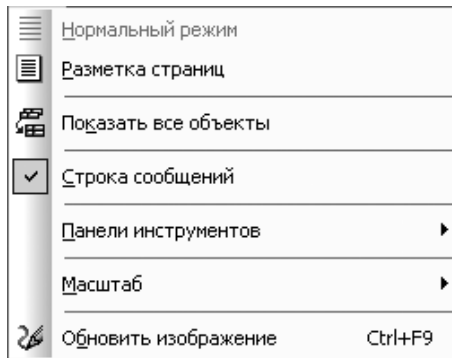 Нормальный режим
Разметка страниц
Показать все объекты
Строка сообщений
Панели инструментов
Масштаб
Обновить изображение Ctrl+F9